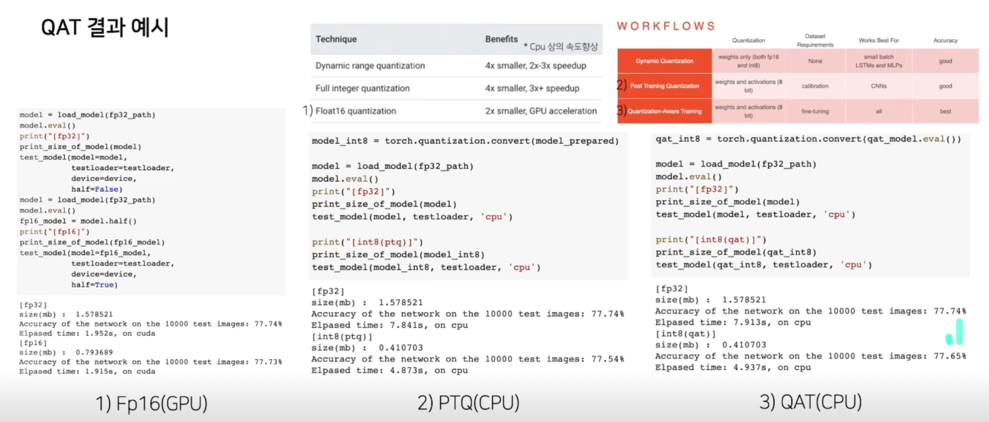 QAT 결과 예시
model = load_model(fp32_path)
model.eval()
print("[fp32]")
print_size_of_model(model)
test_model(model=model,
testloader=testloader,
device=device,
half=False)
model = load_model(fp32_path)
model.eval()
fp16_model = model.half()
print("[fp16]")
print_size_of_model(fp16_model)
test_model(model=fp16_model,
testloader=testloader,
device=device,
half=True)
[fp32]
size(mb) :  1.578521
Accuracy of the network on the 10000 test images: 77.74%
Elpased time: 1.952s, on cuda
[fp16]
size(mb) :  0.793689
Accuracy of the network on the 10000 test images: 77.73%
Elpased time: 1.915s, on cuda
1) Fp16(GPU)
Technique Benefits
* Cpu 상의 속도향상
Dynamic range quantization 4x smaller, 2x-3x speedup
Full integer quantization 4x smaller, 3x+ speedup
1) Float16 quantization 2x smaller, GPU acceleration
model_int8 = torch.quantization.convert(model_prepared)
model = load_model(fp32_path)
model.eval()
print("[fp32]")
print_size_of_model(model)
test_model(model, testloader, 'cpu')
print("[int8(ptq)]")
print_size_of_model(model_int8)
test_model(model_int8, testloader, 'cpu')
[fp32]
size(mb) :  1.578521
Accuracy of the network on the 10000 test images: 77.74%
Elpased time: 7.841s, on cpu
[int8(ptq)]
size(mb) :  0.410703
Accuracy of the network on the 10000 test images: 77.54%
Elpased time: 4.873s, on cpu
2) PTQ(CPU)
WORKFLOWS
Quantization Dataset Requirements Works Best For Accuracy
Dynamic Quantization weights only (both fp16 and int8) None small batch LSTMs and MLPs good
2) Post Training Quantization weights and activations (8 bit) calibration CNNs good
3) Quantization-Aware Training weights and activations (8 bit) fine-tuning all best
qat_int8 = torch.quantization.convert(qat_model.eval())
model = load_model(fp32_path)
model.eval()
print("[fp32]")
print_size_of_model(model)
test_model(model, testloader, 'cpu')
print("[int8(qat)]")
print_size_of_model(qat_int8)
test_model(qat_int8, testloader, 'cpu')
[fp32]
size(mb) :  1.578521
Accuracy of the network on the 10000 test images: 77.74%
Elpased time: 7.913s, on cpu
[int8(qat)]
size(mb) :  0.410703
Accuracy of the network on the 10000 test images: 77.65%
Elpased time: 4.937s, on cpu
3) QAT(CPU)